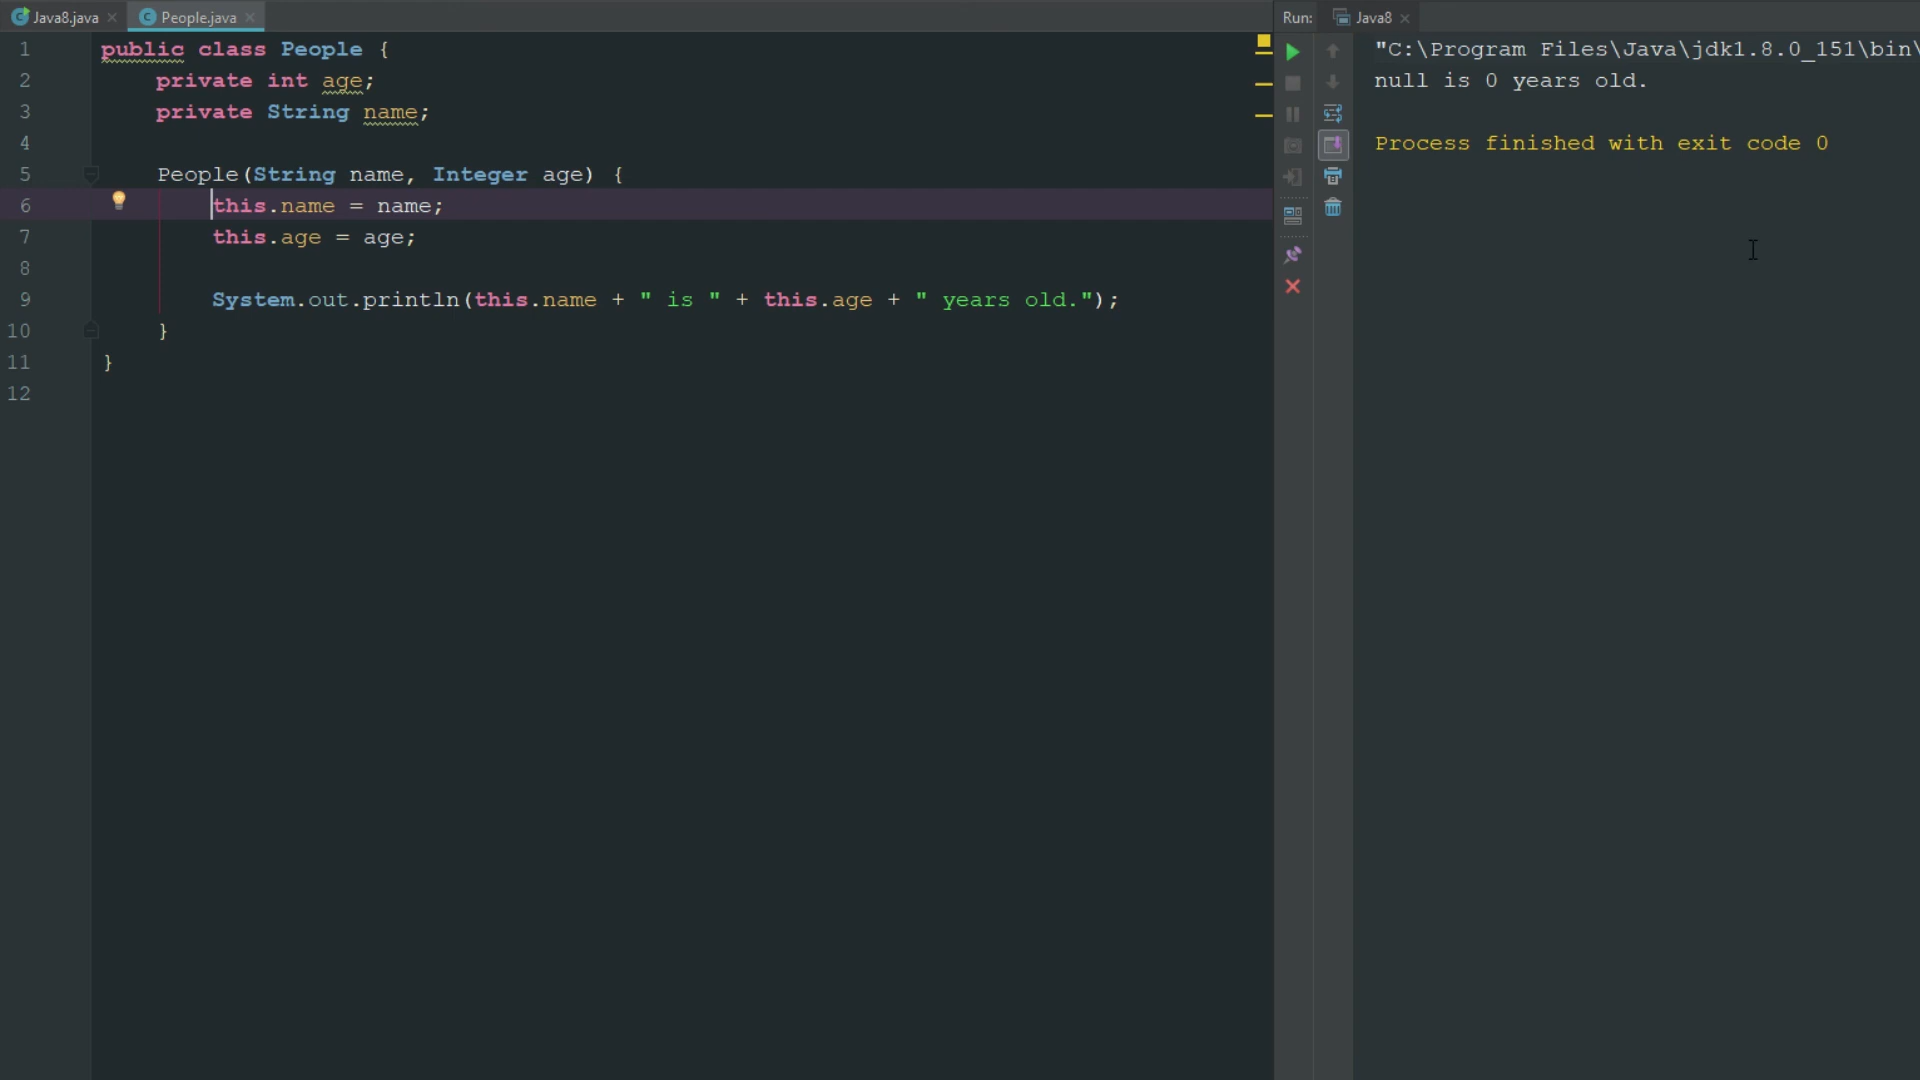 Java8.java
People.java
1 public class People {
2 private int age;
3 private String name;
4
5 People(String name, Integer age) {
6 this.name = name;
7 this.age = age;
8
9 System.out.println(this.name + " is " + this.age + " years old.");
10 }
11 }
12
Run: Java8
"C:\Program Files\Java\jdk1.8.0_151\bin\
null is 0 years old.
Process finished with exit code 0